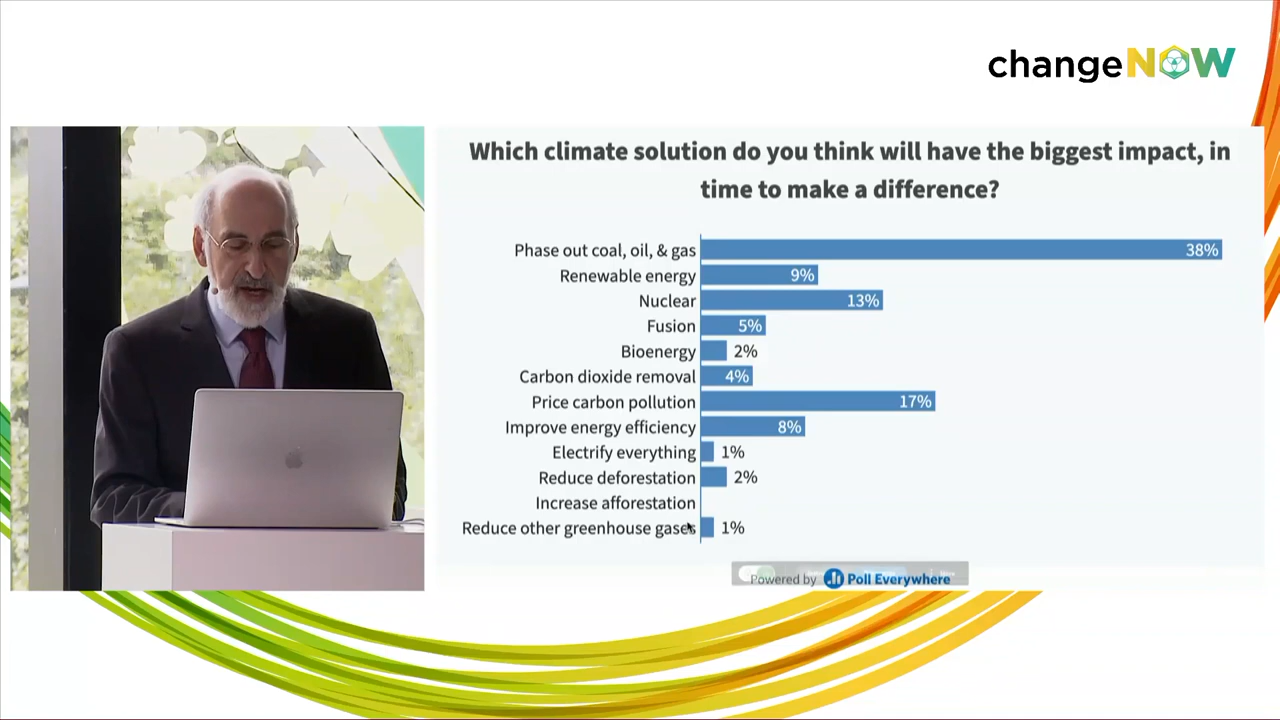 changeNOW
Which climate solution do you think will have the biggest impact, in
time to make a difference?
Phase out coal, oil, & gas 38%
Renewable energy 9%
Nuclear 13%
Fusion 5%
Bioenergy 2%
Carbon dioxide removal 4%
Price carbon pollution 17%
Improve energy efficiency 8%
Electrify everything 1%
Reduce deforestation 2%
Increase afforestation
Reduce other greenhouse gases 1%
Powered by Poll Everywhere